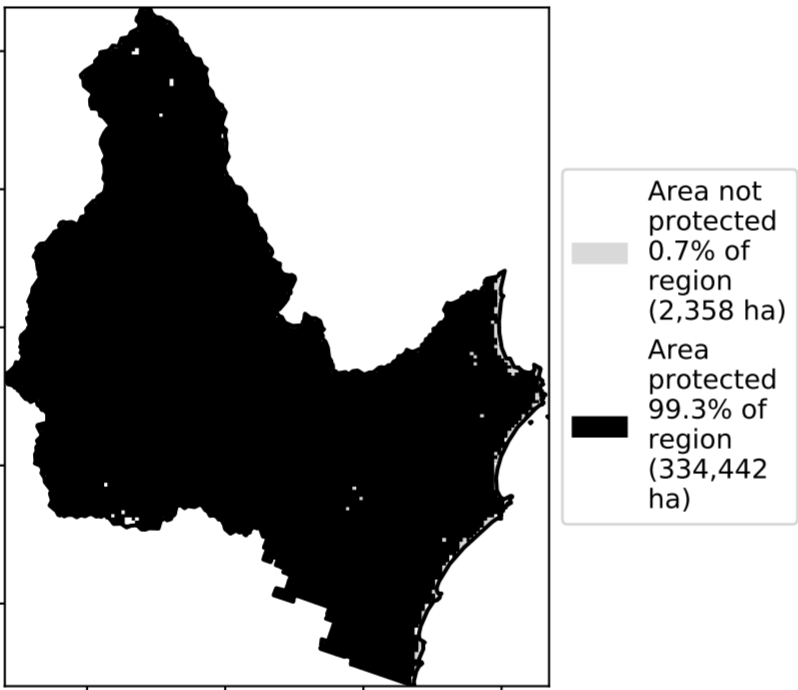 Area not
protected
0.7% of
region
(2,358 ha)
Area
protected
99.3% of
region
(334,442
ha)